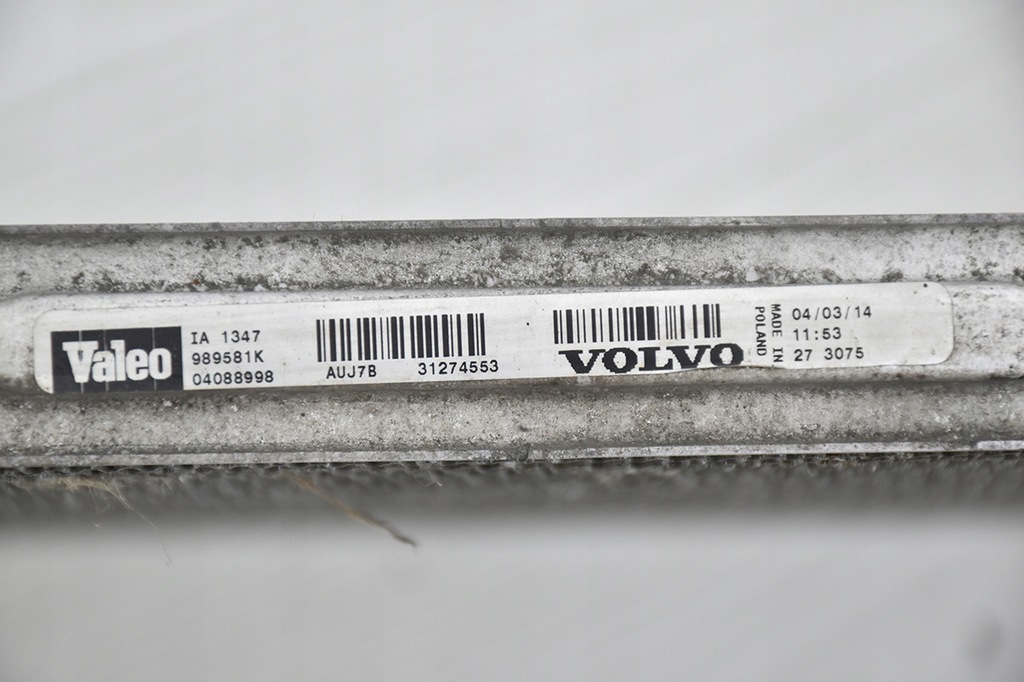 Valeo
IA 1347
989581K
04088998
AUJ7B 31274553
VOLVO
MADE IN
POLAND
04/03/14
11:53
27 3075